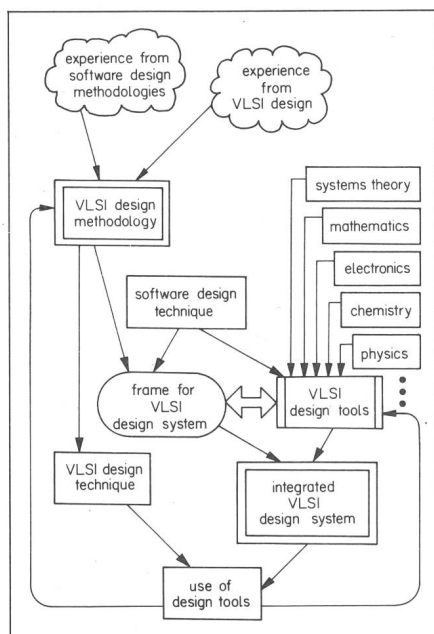 experience from
software design
methodologies
experience
from
VLSI design
VLSI design
methodology
systems theory
mathematics
electronics
chemistry
physics
software design
technique
frame for
VLSI
design system
VLSI
design tools
VLSI design
technique
integrated
VLSI
design system
use of
design tools